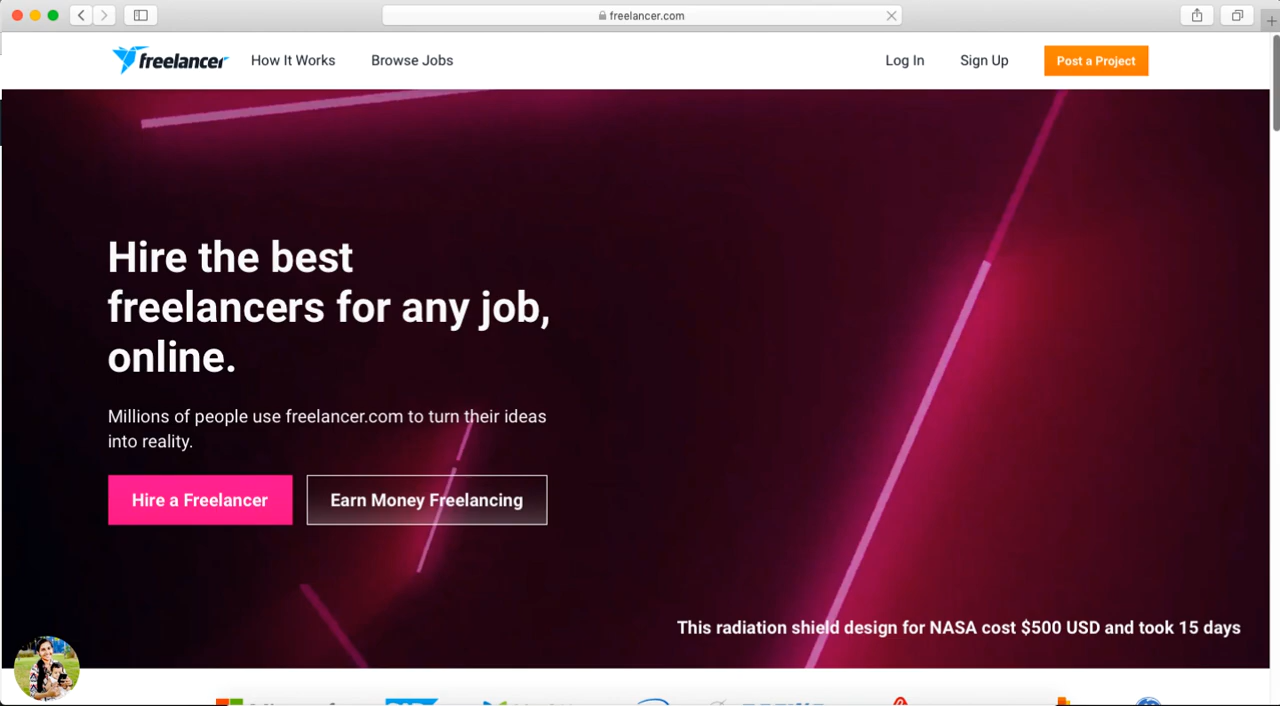 freelancer.com
freelancer
How It Works
Browse Jobs
Log In
Sign Up
Post a Project
Hire the best
freelancers for any job,
online.
Millions of people use freelancer.com to turn their ideas
into reality.
Hire a Freelancer
Earn Money Freelancing
This radiation shield design for NASA cost $500 USD and took 15 days